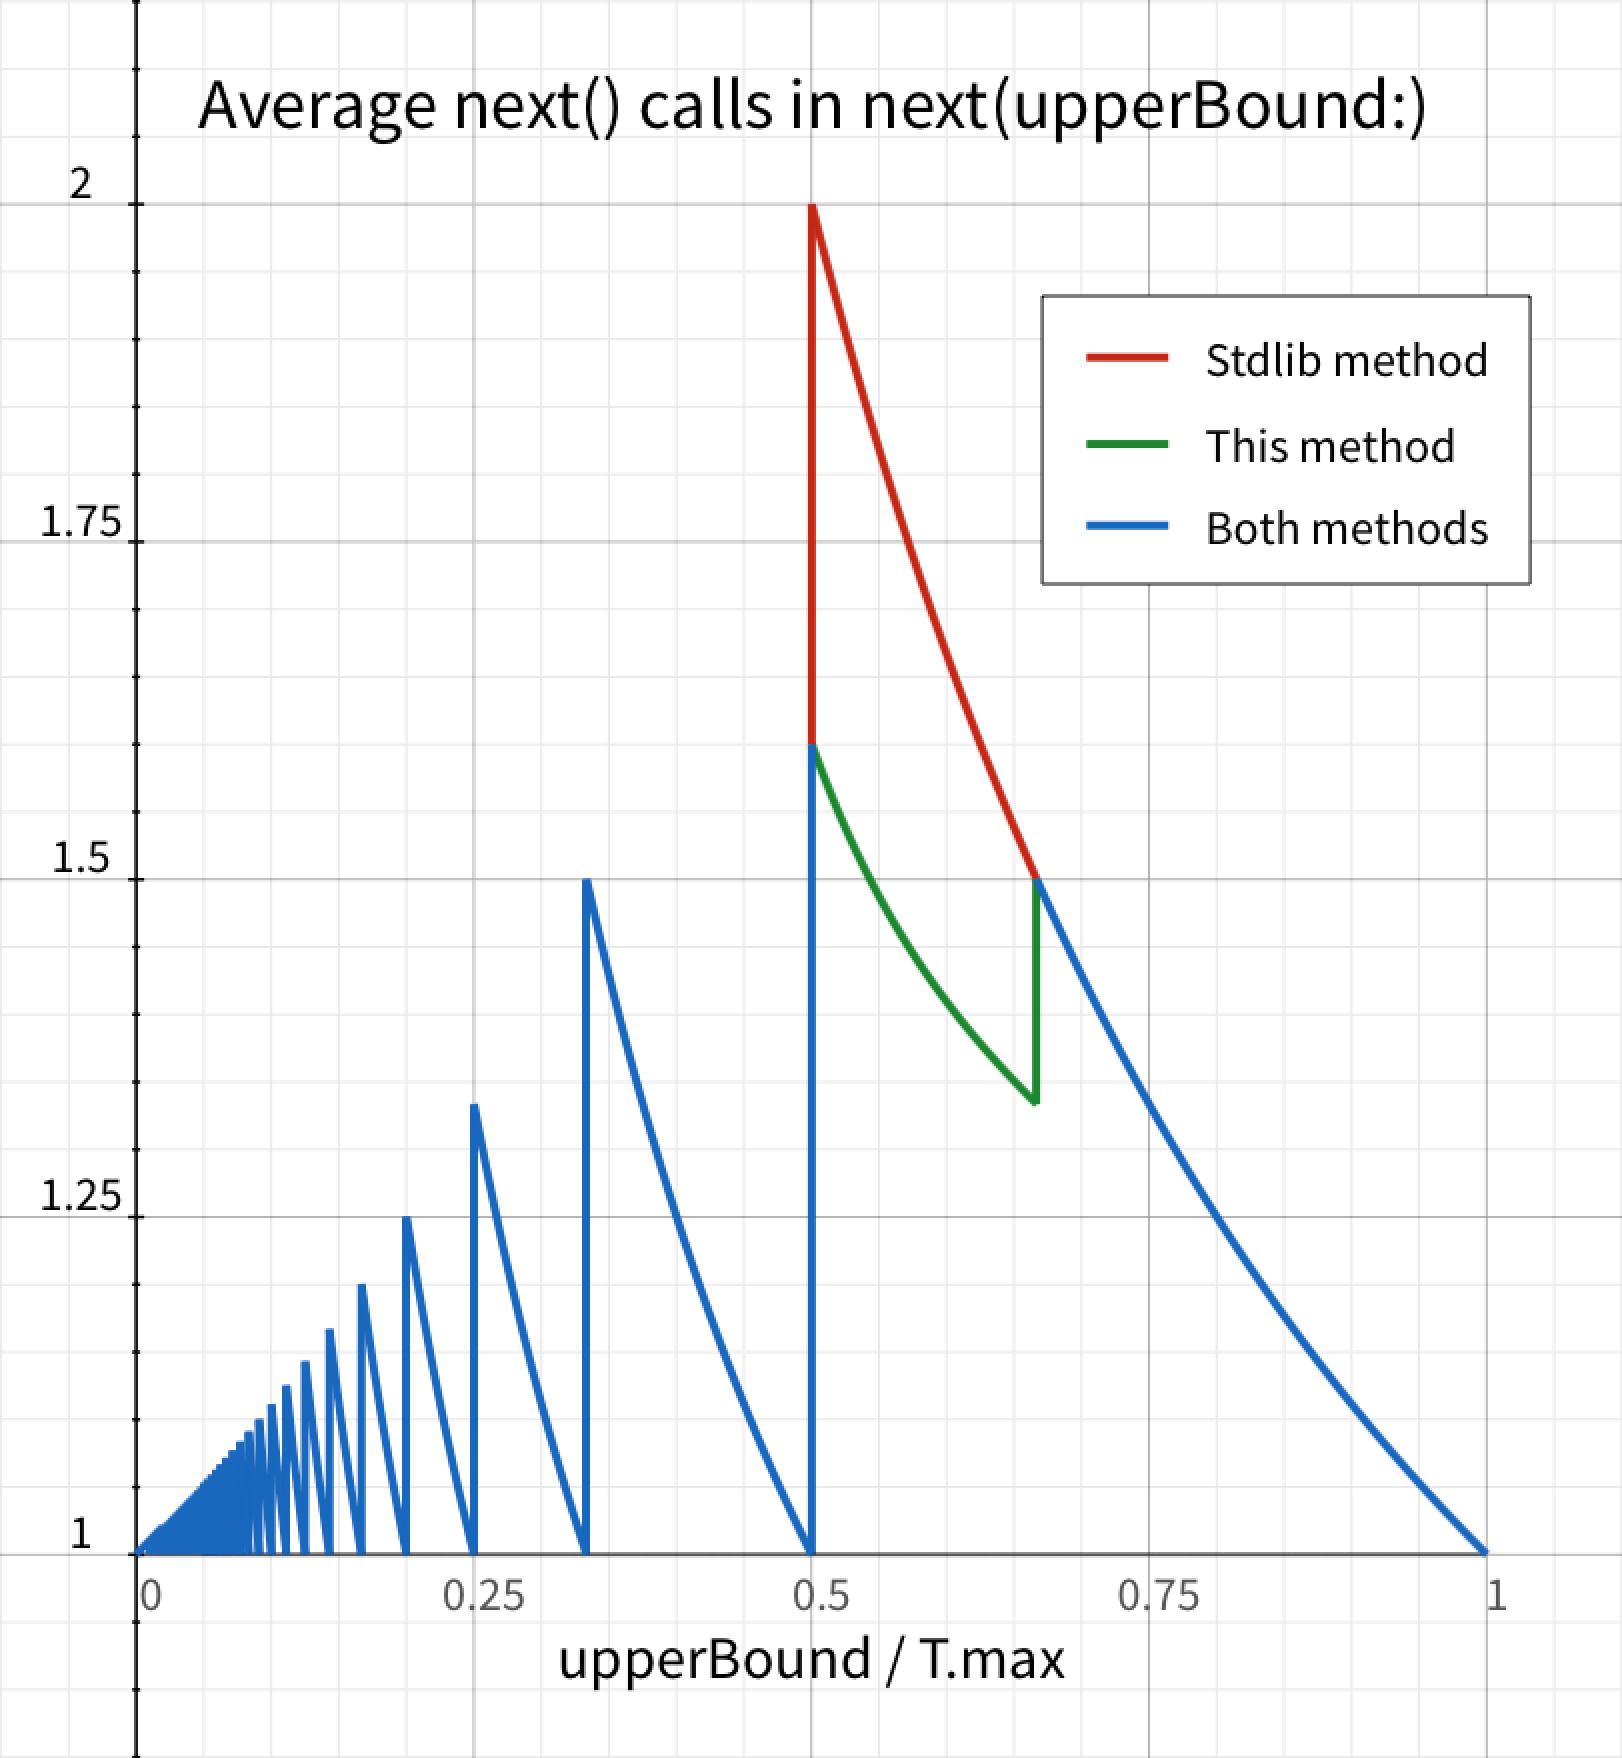 Average next() calls in next(upperBound:)
2
Stdlib method
This method
Both methods
1.75
1.5
1.25
1
0 0.25 0.5 0.75 1
upperBound / T.max